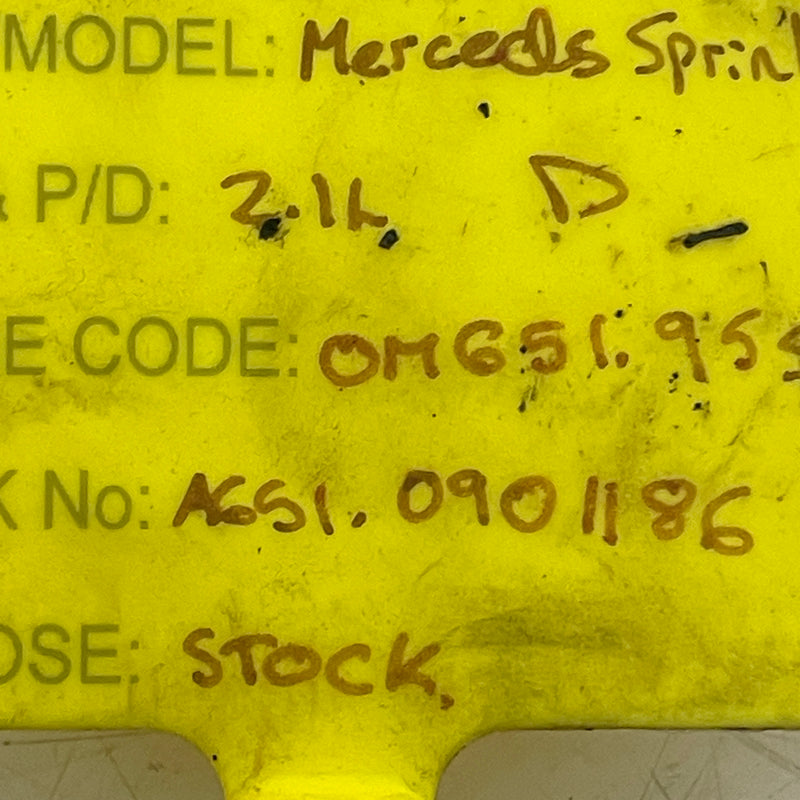 MODEL: Mercedes Sprin
& P/D: 2.1L D
E CODE: OM651.955
K No: A651.0901186
OSE: STOCK.